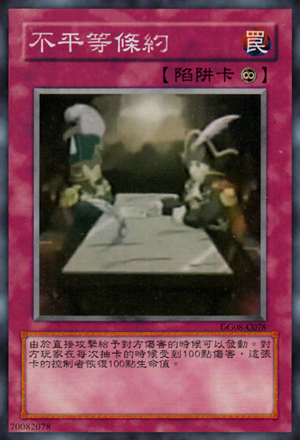 不平等條約
罠
【陷阱卡】
DG08-C078
由於直接攻擊給予對方傷害的時候可以發動。對
方玩家在每次抽卡的時候受到100點傷害，這張
卡的控制者恢復100點生命值。
70082078